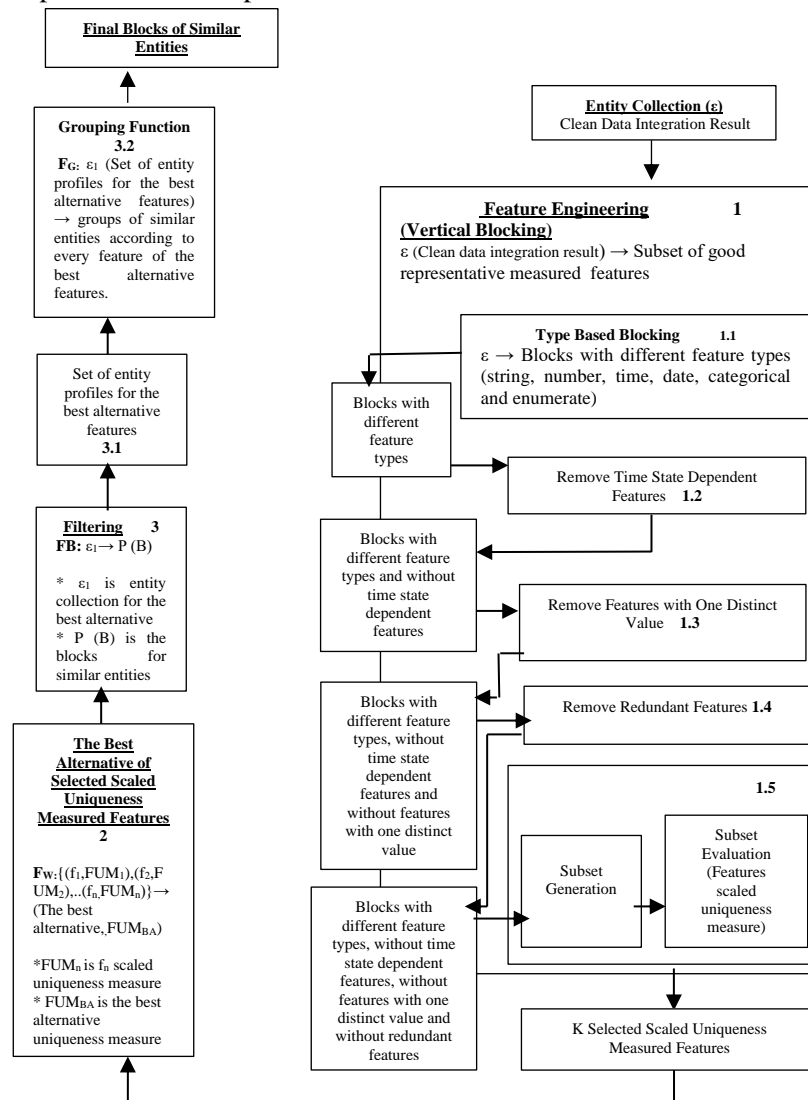 Final Blocks of Similar
Entities
Grouping Function
3.2
FG: ε1 (Set of entity
profiles for the best
alternative features)
→ groups of similar
entities according to
every feature of the
best alternative
features.
Set of entity
profiles for the
best alternative
features
3.1
Filtering 3
FB: ε1→ P (B)
* ε1 is entity
collection for the
best alternative
* P (B) is the
blocks for
similar entities
The Best
Alternative of
Selected Scaled
Uniqueness
Measured Features
2
FW:{(f1,FUM1),(f2,F
UM2),..(fn,FUMn)}→
(The best
alternative,,FUMBA)
*FUMn is fn scaled
uniqueness measure
* FUMBA is the best
alternative
uniqueness measure
Entity Collection (ε)
Clean Data Integration Result
Feature Engineering 1
(Vertical Blocking)
ε (Clean data integration result) → Subset of good
representative measured features
Type Based Blocking 1.1
ε → Blocks with different feature types
(string, number, time, date, categorical
and enumerate)
Blocks with
different
feature
types
Remove Time State Dependent
Features 1.2
Blocks with
different feature
types and without
time state
dependent
features
Remove Features with One Distinct
Value 1.3
Blocks with
different feature
types, without
time state
dependent
features and
without features
with one distinct
value
Remove Redundant Features 1.4
1.5
Subset
Generation
Subset
Evaluation
(Features
scaled
uniqueness
measure)
Blocks with
different feature
types, without time
state dependent
features, without
features with one
distinct value and
without redundant
features
K Selected Scaled Uniqueness
Measured Features